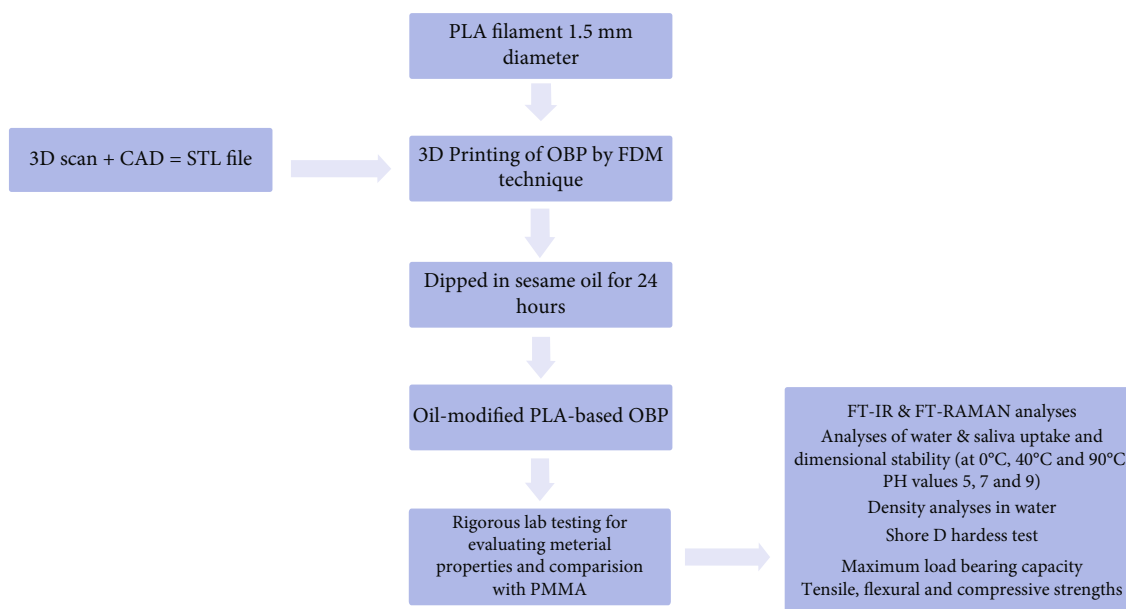 PLA filament 1.5 mm
diameter
3D scan + CAD = STL file
3D Printing of OBP by FDM
technique
Dipped in sesame oil for 24
hours
Oil-modified PLA-based OBP
Rigorous lab testing for
evaluating meterial
properties and comparision
with PMMA
FT-IR & FT-RAMAN analyses
Analyses of water & saliva uptake and
dimensional stability (at 0°C, 40°C and 90°C
PH values 5, 7 and 9)
Density analyses in water
Shore D hardess test
Maximum load bearing capacity
Tensile, flexural and compressive strengths